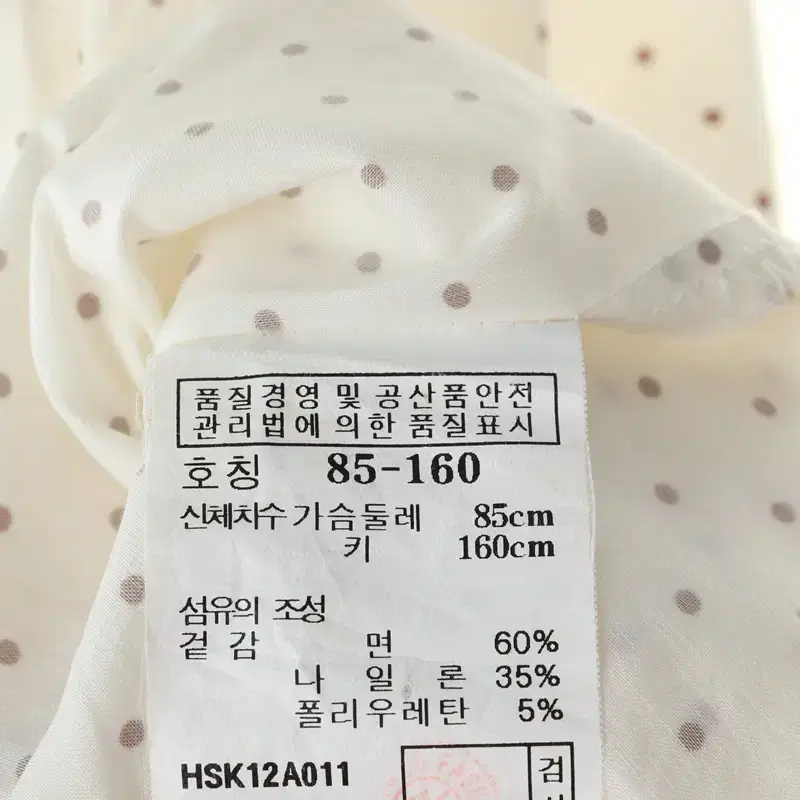 품질경영 및 공산품안전
관리법에 의한 품질표시
호칭 85-160
신체치수 가슴둘레 85cm
키 160cm
섬유의 조성
겉감 면 60%
나일론 35%
폴리우레탄 5%
HSK12A011
검